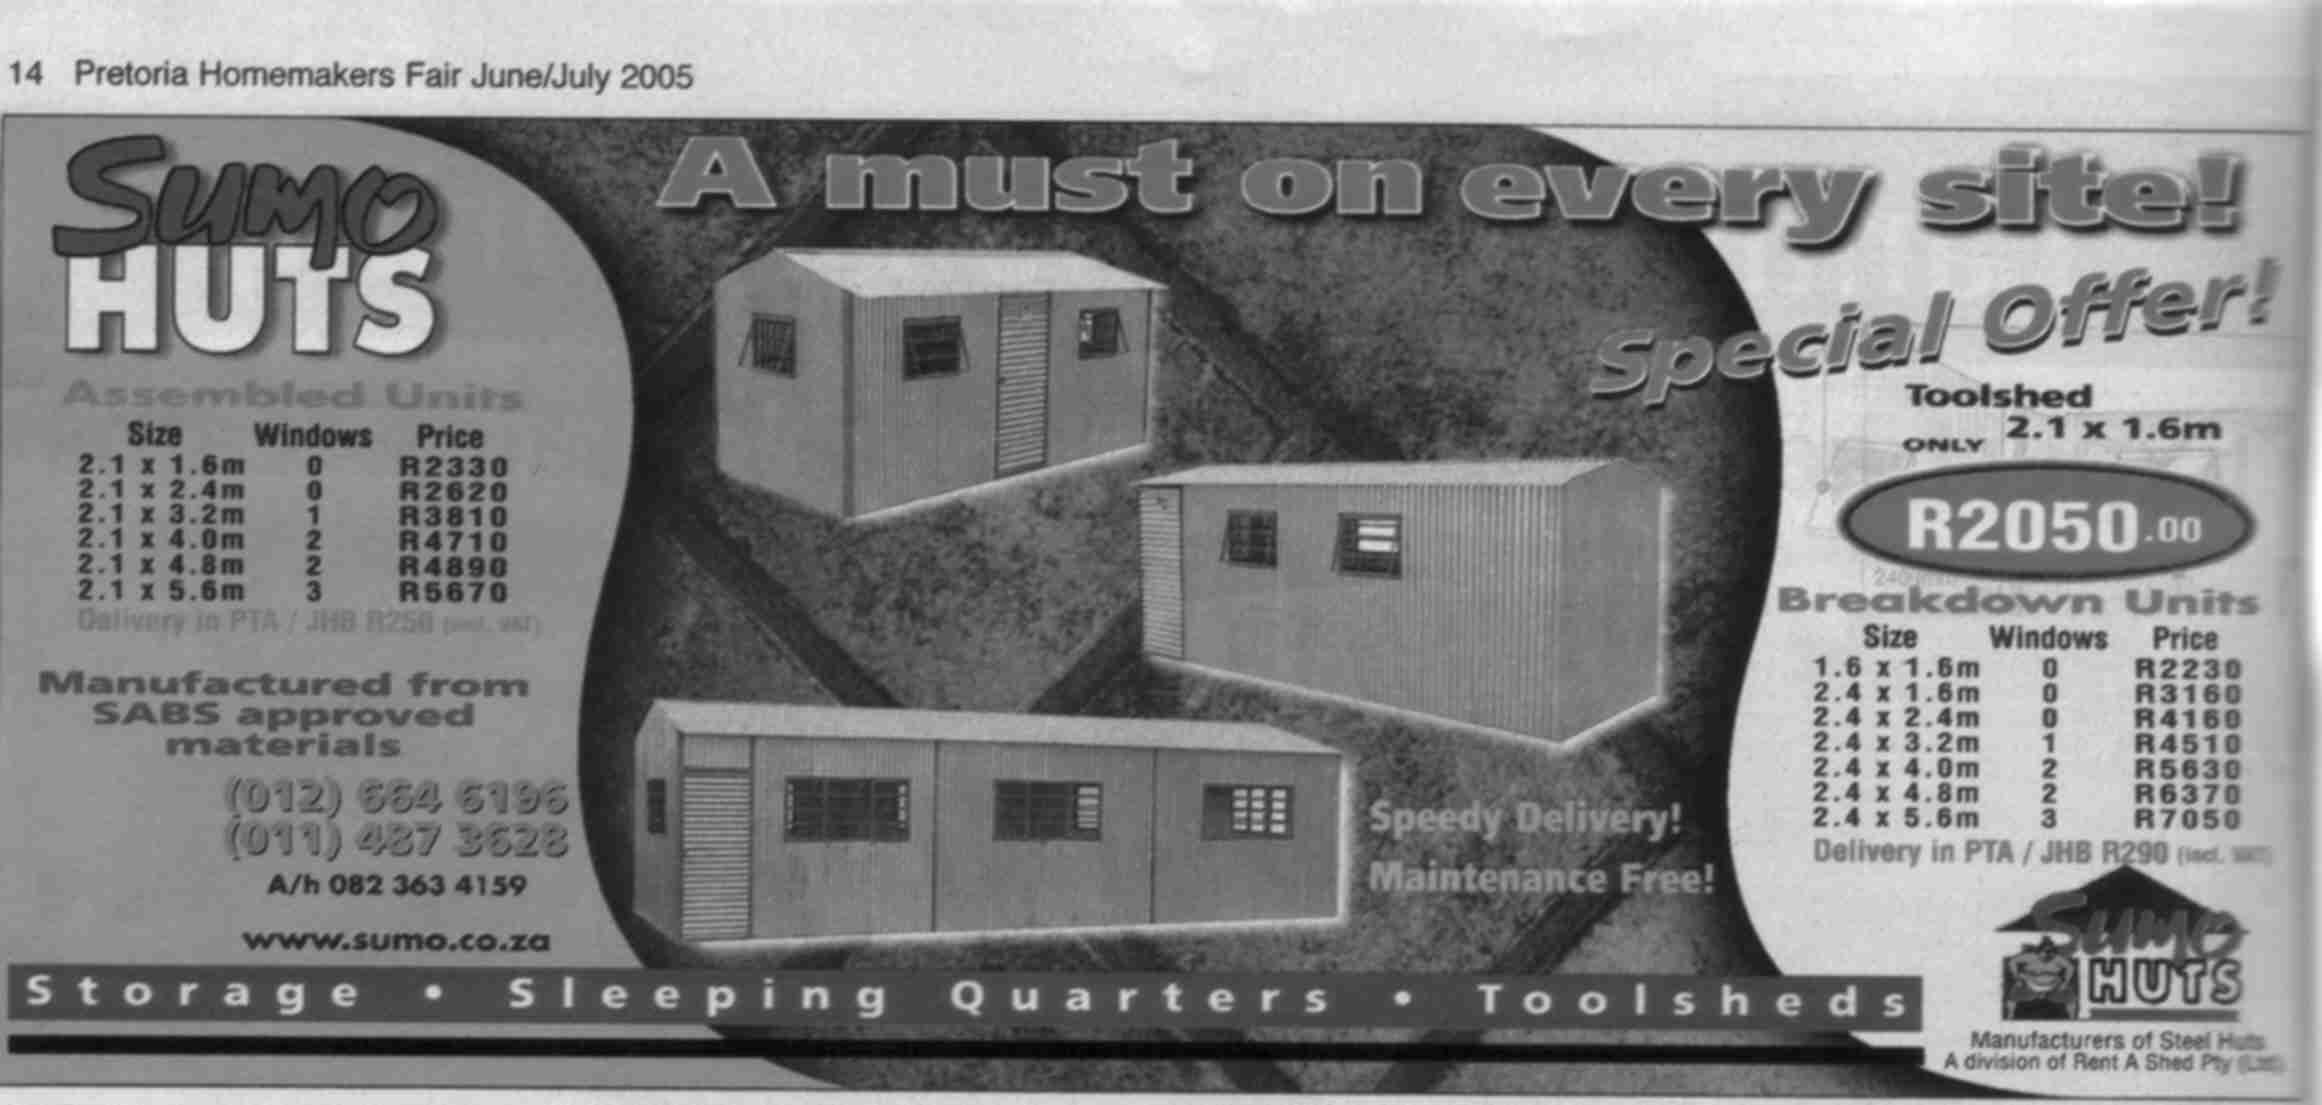 14 Pretoria Homemakers Fair June/July 2005
SUMO
HUTS
A must on every site!
Special Offer!
Toolshed
2.1 x 1.6m
ONLY
R2050.00
Assembled Units
Size Windows Price
2.1 x 1.6m 0 R2330
2.1 x 2.4m 0 R2620
2.1 x 3.2m 1 R3810
2.1 x 4.0m 2 R4710
2.1 x 4.8m 2 R4890
2.1 x 5.6m 3 R5670
Delivery in PTA / JHB R250 (incl. VAT)
Manufactured from
SABS approved
materials
(012) 664 6196
(011) 487 3628
A/h 082 363 4159
www.sumo.co.za
Speedy Delivery!
Maintenance Free!
Breakdown Units
Size Windows Price
1.6 x 1.6m 0 R2230
2.4 x 1.6m 0 R3160
2.4 x 2.4m 0 R4160
2.4 x 3.2m 1 R4510
2.4 x 4.0m 2 R5630
2.4 x 4.8m 2 R6370
2.4 x 5.6m 3 R7050
Delivery in PTA / JHB R290 (incl. VAT)
Storage • Sleeping Quarters • Toolsheds
SUMO
HUTS
Manufacturers of Steel Huts
A division of Rent A Shed Pty (Ltd)